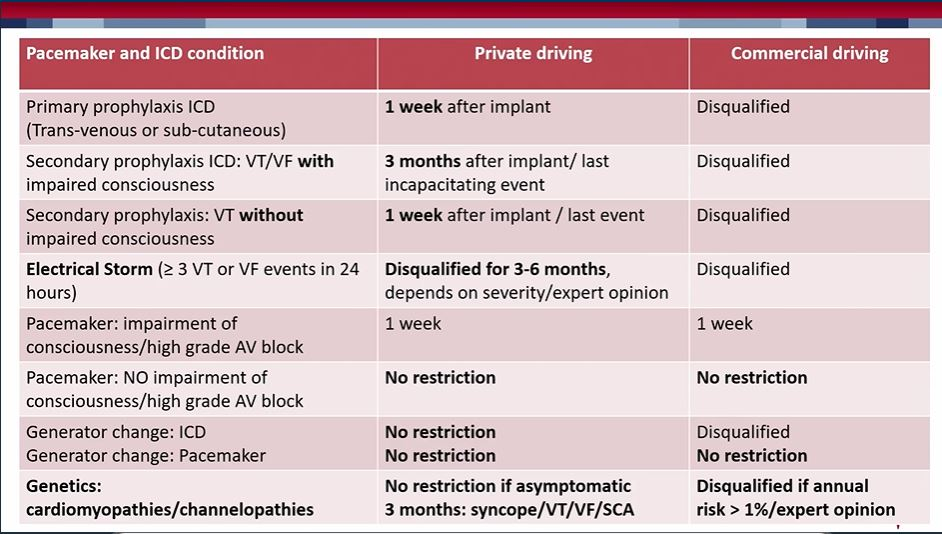 Pacemaker and ICD condition
Private driving
Commercial driving
Primary prophylaxis ICD
(Trans-venous or sub-cutaneous)
1 week after implant
Disqualified
Secondary prophylaxis ICD: VT/VF with
impaired consciousness
3 months after implant/ last
incapacitating event
Disqualified
Secondary prophylaxis: VT without
impaired consciousness
1 week after implant / last event
Disqualified
Electrical Storm (≥ 3 VT or VF events in 24
hours)
Disqualified for 3-6 months,
depends on severity/expert opinion
Disqualified
Pacemaker: impairment of
consciousness/high grade AV block
1 week
1 week
Pacemaker: NO impairment of
consciousness/high grade AV block
No restriction
No restriction
Generator change: ICD
Generator change: Pacemaker
No restriction
No restriction
Disqualified
No restriction
Genetics:
cardiomyopathies/channelopathies
No restriction if asymptomatic
3 months: syncope/VT/VF/SCA
Disqualified if annual
risk > 1%/expert opinion